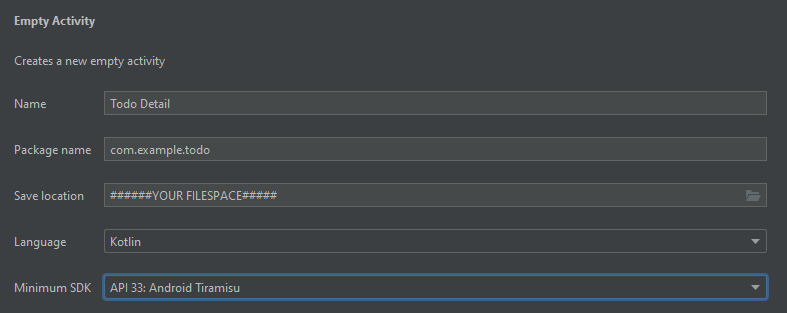 Empty Activity
Creates a new empty activity
Name Todo Detail
Package name com.example.todo
Save location ######YOUR FILESPACE#####
Language Kotlin
Minimum SDK API 33: Android Tiramisu